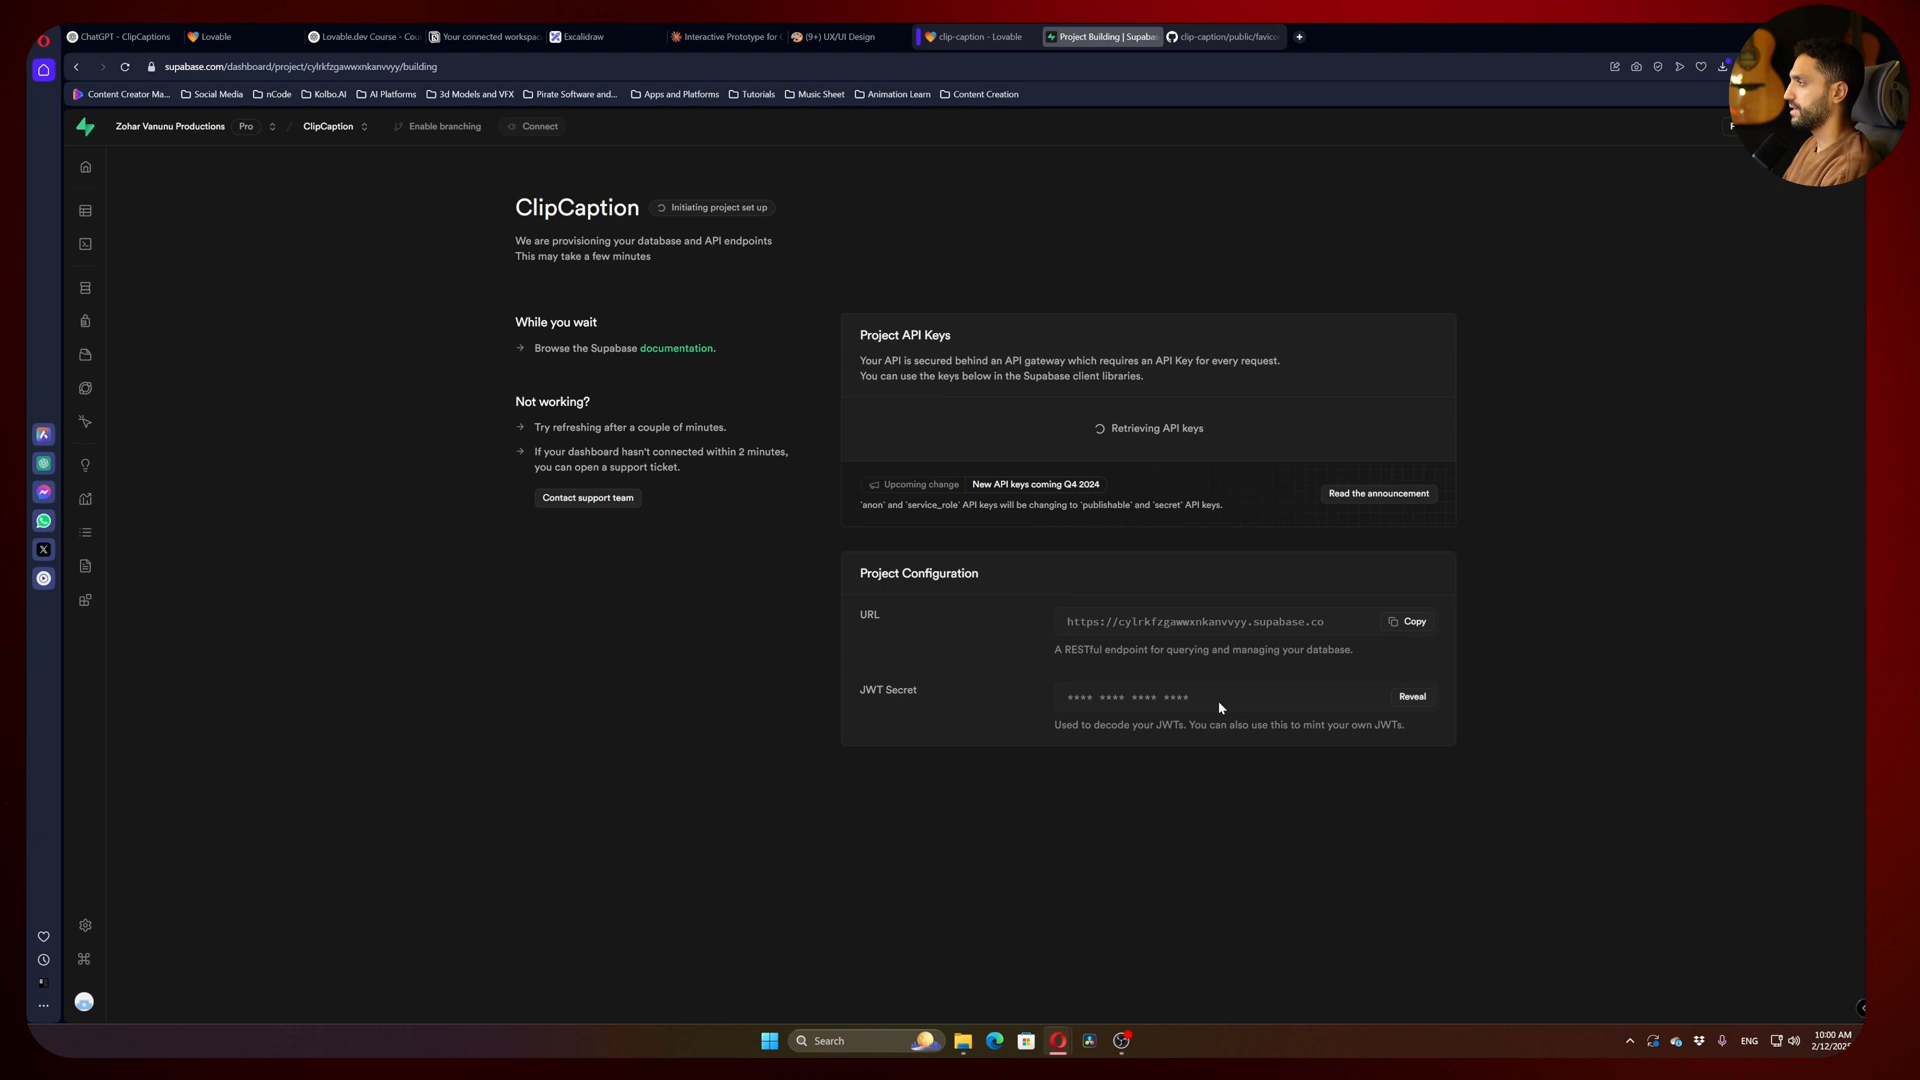 ChatGPT - ClipCaptions
Lovable
Lovable.dev Course - Cou
Your connected workspac
Excalidraw
Interactive Prototype for C
(9+) UX/UI Design
clip-caption - Lovable
Project Building | Supabas
clip-caption/public/favico
supabase.com/dashboard/project/cylrkfzgawwxnkanvvyy/building
Content Creator Ma...
Social Media
nCode
Kolbo.AI
AI Platforms
3d Models and VFX
Pirate Software and...
Apps and Platforms
Tutorials
Music Sheet
Animation Learn
Content Creation
Zohar Vanunu Productions
Pro
/
ClipCaption
Enable branching
Connect
ClipCaption
Initiating project set up
We are provisioning your database and API endpoints
This may take a few minutes
While you wait
Browse the Supabase documentation.
Not working?
Try refreshing after a couple of minutes.
If your dashboard hasn't connected within 2 minutes,
you can open a support ticket.
Contact support team
Project API Keys
Your API is secured behind an API gateway which requires an API Key for every request.
You can use the keys below in the Supabase client libraries.
Retrieving API keys
Upcoming change
New API keys coming Q4 2024
`anon` and `service_role` API keys will be changing to `publishable` and `secret` API keys.
Read the announcement
Project Configuration
URL
https://cylrkfzgawwxnkanvvyy.supabase.co
Copy
A RESTful endpoint for querying and managing your database.
JWT Secret
**** **** **** ****
Reveal
Used to decode your JWTs. You can also use this to mint your own JWTs.
Search
ENG
10:00 AM
2/12/202